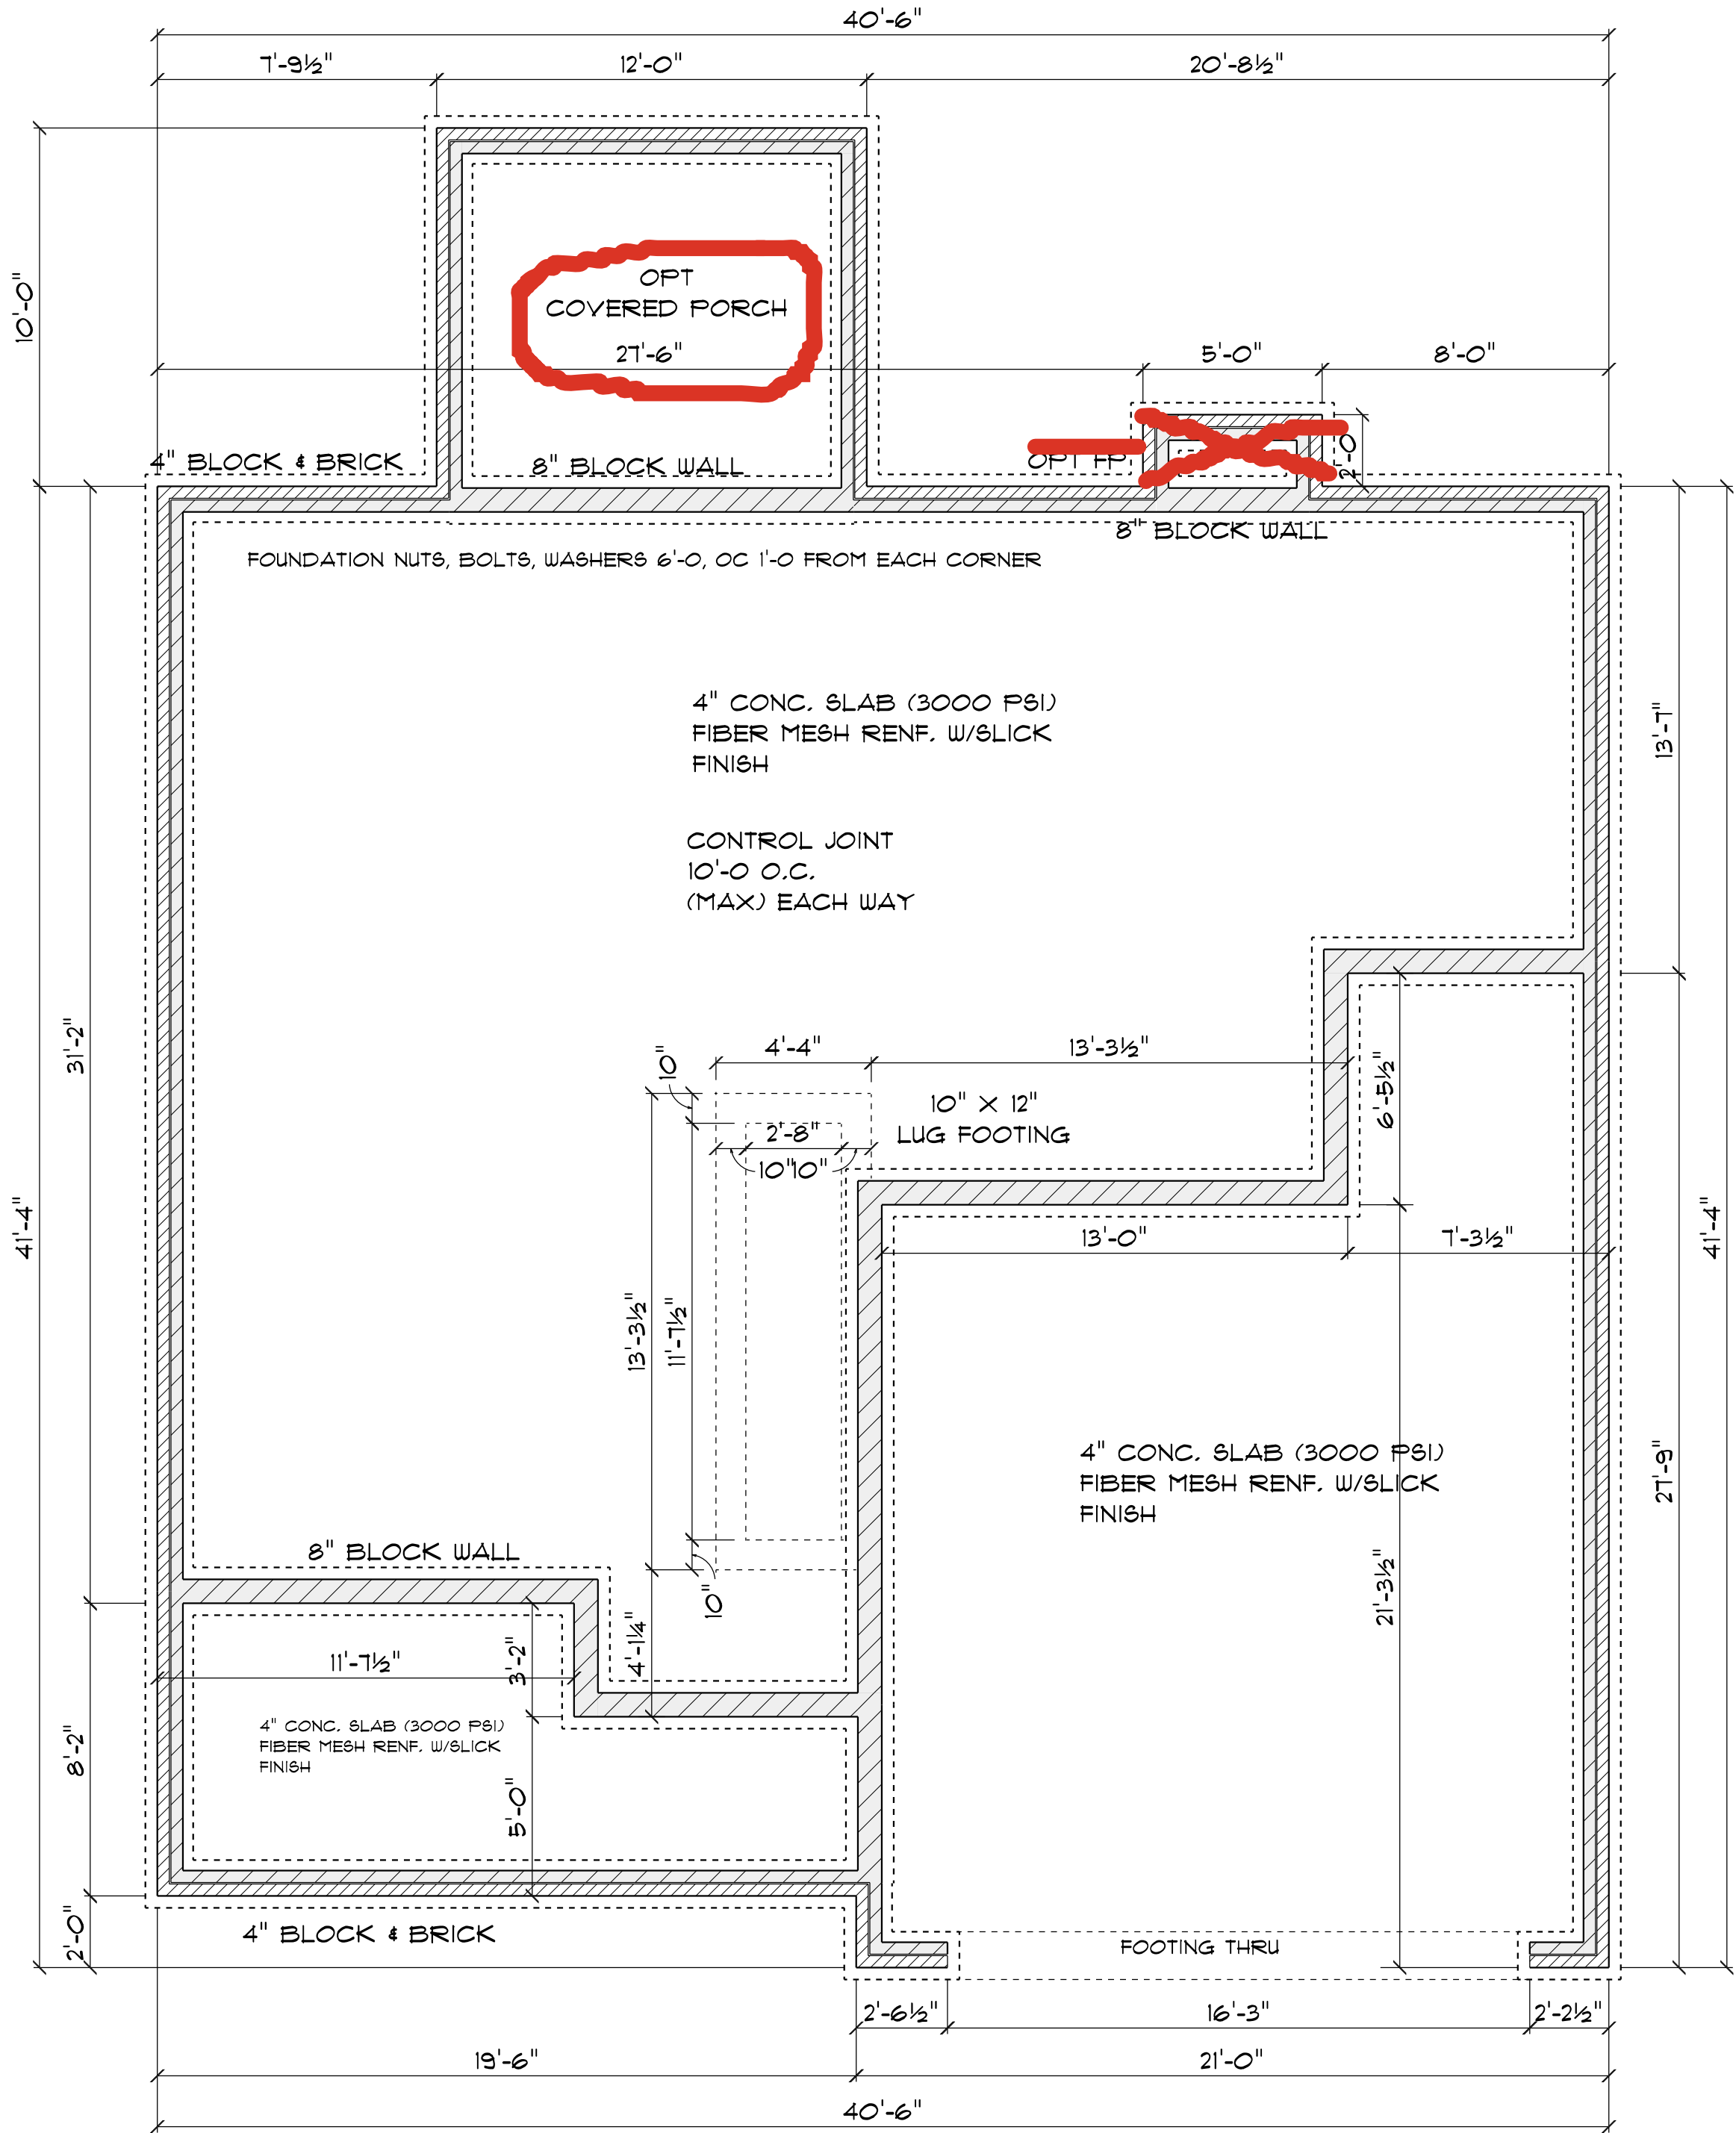 40'-6"
7'-9½"
12'-0"
20'-8½"
10'-0"
OPT
COVERED PORCH
27'-6"
5'-0"
8'-0"
4" BLOCK & BRICK
8" BLOCK WALL
OPT FP
2'-0
8" BLOCK WALL
FOUNDATION NUTS, BOLTS, WASHERS 6'-0, OC 1'-0 FROM EACH CORNER
4" CONC. SLAB (3000 PSI)
FIBER MESH RENF. W/SLICK
FINISH
13'-7"
CONTROL JOINT
10'-0 O.C.
(MAX) EACH WAY
31'-2"
10"
4'-4"
13'-3½"
6'-5½"
10" X 12"
LUG FOOTING
2'-8"
10"
10"
41'-4"
41'-4"
13'-0"
7'-3½"
13'-3½"
11'-7½"
4" CONC. SLAB (3000 PSI)
FIBER MESH RENF. W/SLICK
FINISH
27'-9"
21'-3½"
8" BLOCK WALL
10"
4'-1¼"
11'-7½"
3'-2"
4" CONC. SLAB (3000 PSI)
FIBER MESH RENF. W/SLICK
FINISH
8'-2"
5'-0"
2'-0"
4" BLOCK & BRICK
FOOTING THRU
2'-6½"
16'-3"
2'-2½"
19'-6"
21'-0"
40'-6"